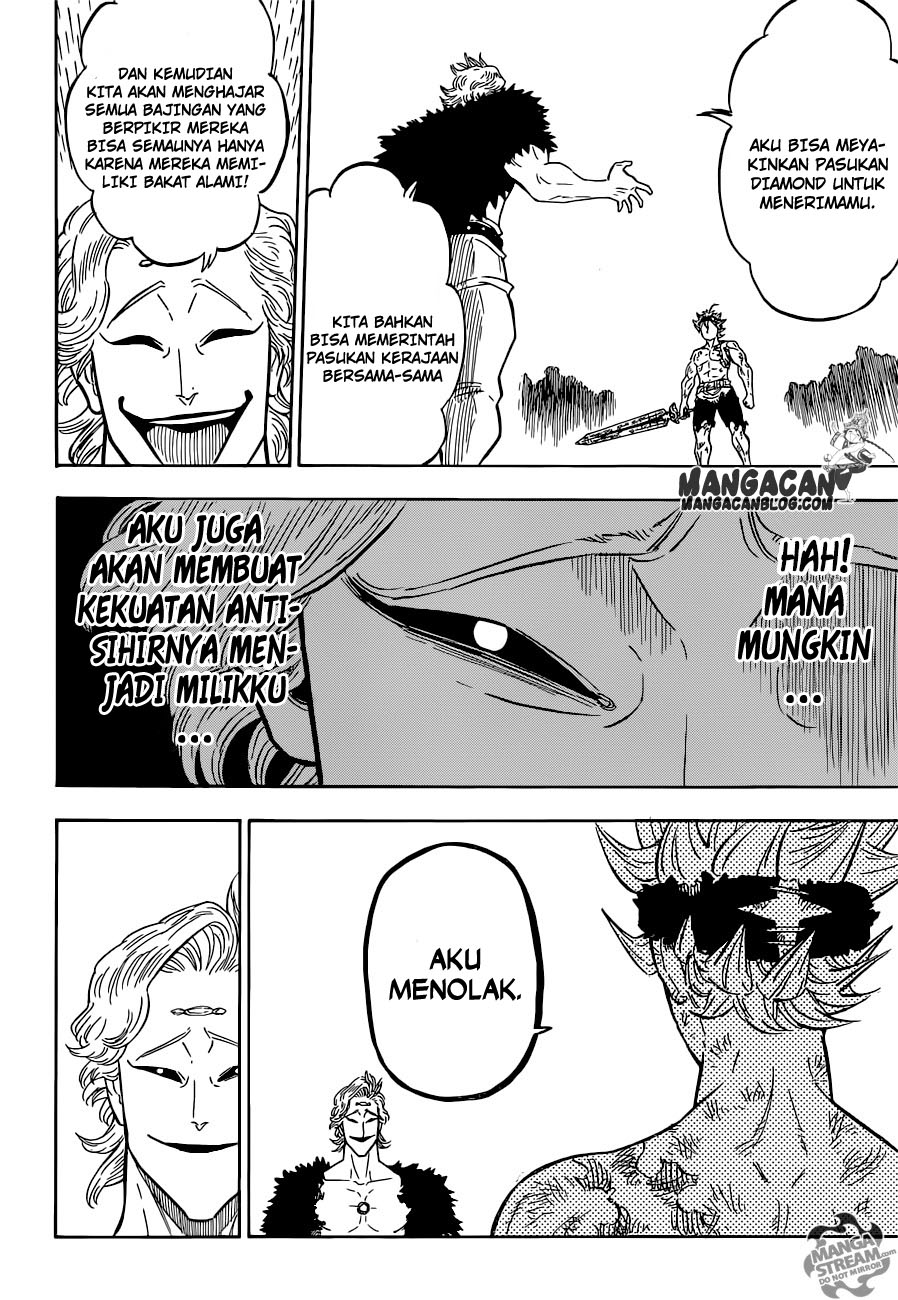 AKU BISA MEYA-
KINKAN PASUKAN
DIAMOND UNTUK
MENERIMAMU.
KITA BAHKAN
BISA MEMERINTAH
PASUKAN KERAJAAN
BERSAMA-SAMA
DAN KEMUDIAN
KITA AKAN MENGHAJAR
SEMUA BAJINGAN YANG
BERPIKIR MEREKA
BISA SEMAUNYA HANYA
KARENA MEREKA MEMI-
LIKI BAKAT ALAMI!
MANGACAN
MANGACANBLOG.COM
HAH!
MANA
MUNGKIN
...
AKU JUGA
AKAN MEMBUAT
KEKUATAN ANTI-
SIHIRNYA MEN-
JADI MILIKKU
...
AKU
MENOLAK.
MANGA
STREAM.com
DO NOT MIRROR!